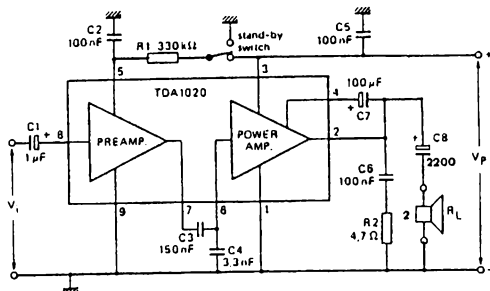 C2
100nF
R1 330kΩ
stand-by
switch
C5
100nF
+
5
3
TDA1020
4
100µF
+
C7
C1
+ 8
1µF
PREAMP.
POWER
AMP.
2
+
C8
2200
Vp
Vi
C6
100nF
9
7
6
1
C3
150nF
C4
3,3nF
R2
4,7Ω
2
RL
-